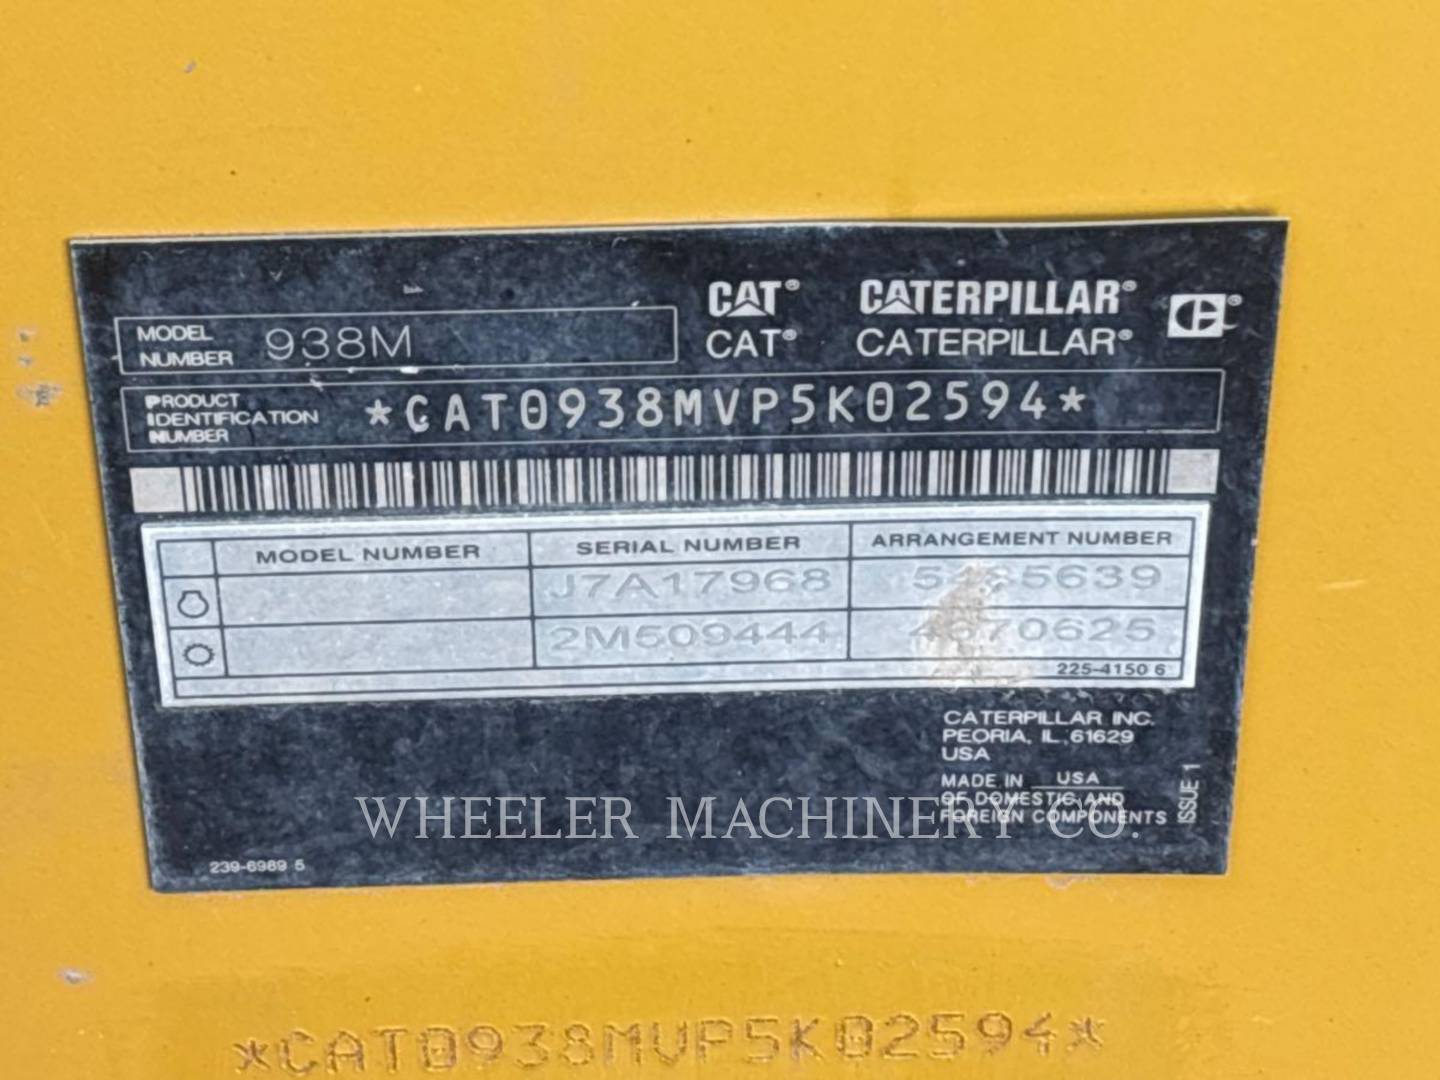 CAT® CATERPILLAR®
CAT® CATERPILLAR®
MODEL NUMBER 938M
PRODUCT IDENTIFICATION NUMBER *CAT0938MVP5K02594*
MODEL NUMBER SERIAL NUMBER ARRANGEMENT NUMBER
J7A17968
2M509444
225-4150 6
CATERPILLAR INC.
PEORIA, IL, 61629
USA
MADE IN USA
OF DOMESTIC AND
FOREIGN COMPONENTS
ISSUE 1
WHEELER MACHINERY CO.
239-6989 5
*CAT0938MVP5K02594*